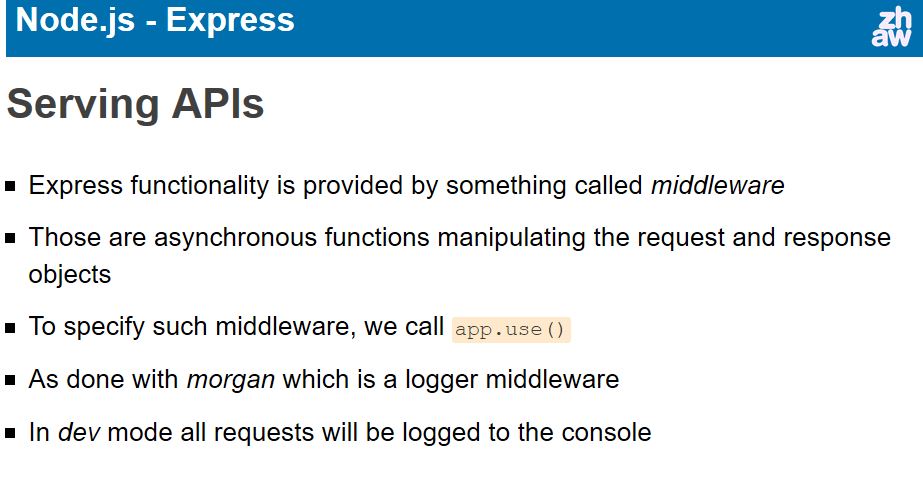 Node.js - Express
zh
aw
Serving APIs
Express functionality is provided by something called middleware
Those are asynchronous functions manipulating the request and response
objects
To specify such middleware, we call app.use()
As done with morgan which is a logger middleware
In dev mode all requests will be logged to the console